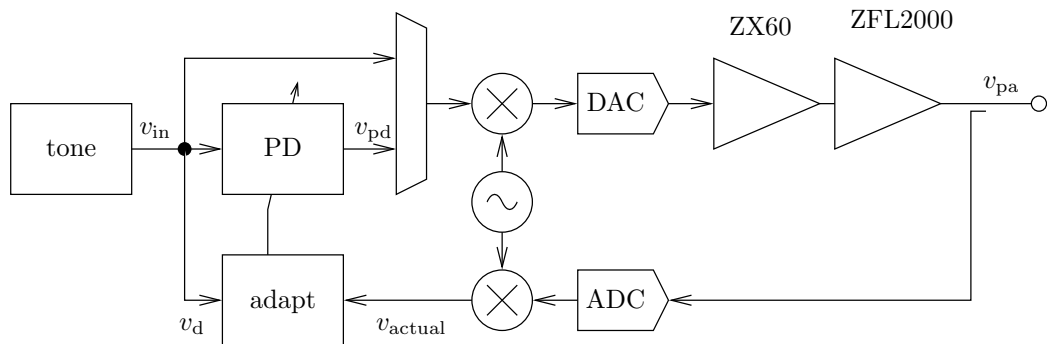 ZX60
ZFL2000
v_in
v_pd
v_pa
tone
PD
DAC
adapt
ADC
v_d
v_actual